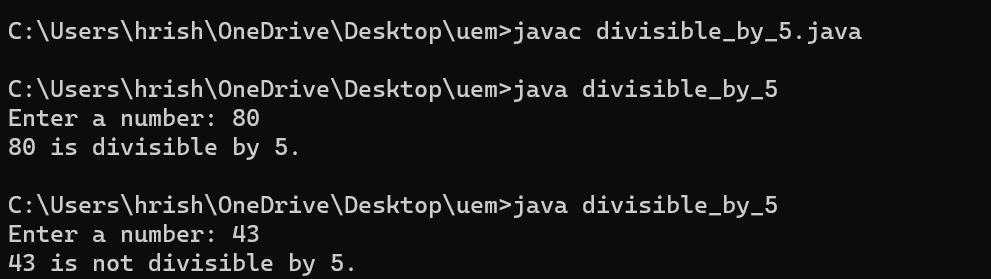 C:\Users\hrish\OneDrive\Desktop\uem>javac divisible_by_5.java
C:\Users\hrish\OneDrive\Desktop\uem>java divisible_by_5
Enter a number: 80
80 is divisible by 5.
C:\Users\hrish\OneDrive\Desktop\uem>java divisible_by_5
Enter a number: 43
43 is not divisible by 5.